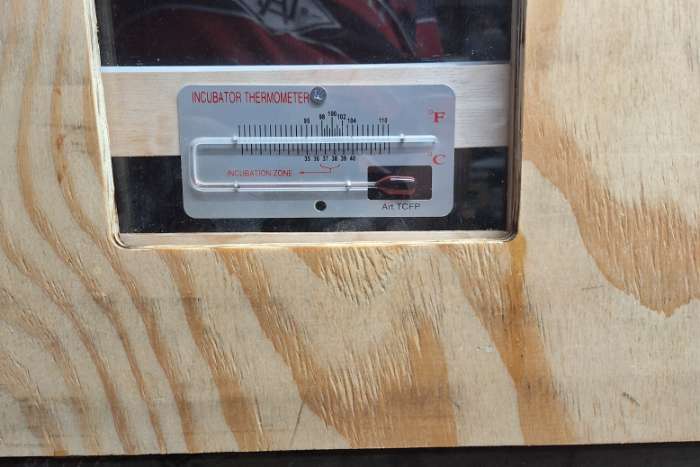 INCUBATOR THERMOMETER
100
98 102
95 104 110
°F
°C
35 36 37 38 39 40
INCUBATION ZONE
Art.TCFP